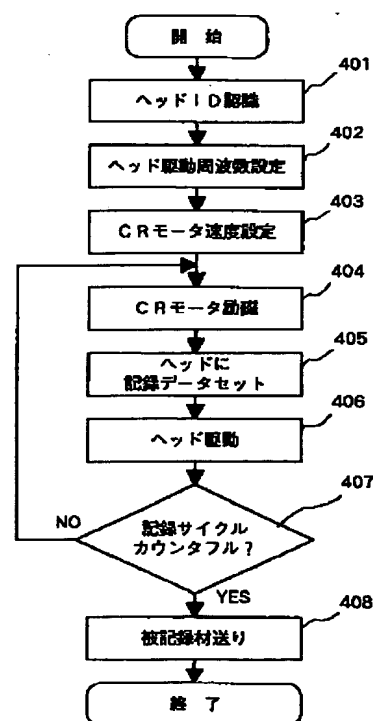 開 始
401
ヘッドID認識
402
ヘッド駆動周波数設定
403
CRモータ速度設定
404
CRモータ励磁
405
ヘッドに
記録データセット
406
ヘッド駆動
407
記録サイクル
カウンタフル?
NO
YES
408
被記録材送り
終 了